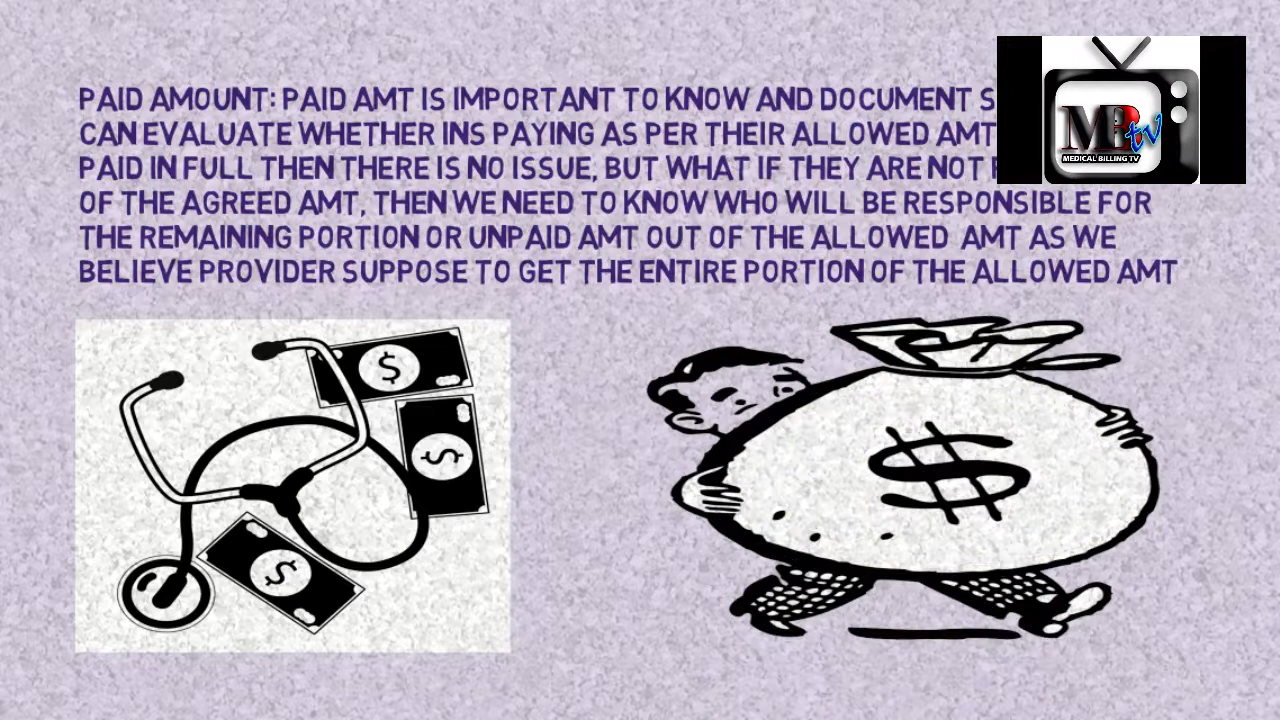 PAID AMOUNT: PAID AMT IS IMPORTANT TO KNOW AND DOCUMENT
CAN EVALUATE WHETHER INS PAYING AS PER THEIR ALLOWED AMT
PAID IN FULL THEN THERE IS NO ISSUE, BUT WHAT IF THEY ARE NOT
OF THE AGREED AMT, THEN WE NEED TO KNOW WHO WILL BE RESPONSIBLE FOR
THE REMAINING PORTION OR UNPAID AMT OUT OF THE ALLOWED AMT AS WE
BELIEVE PROVIDER SUPPOSE TO GET THE ENTIRE PORTION OF THE ALLOWED AMT
MB tv
MEDICAL BILLING TV
$
$
$
$